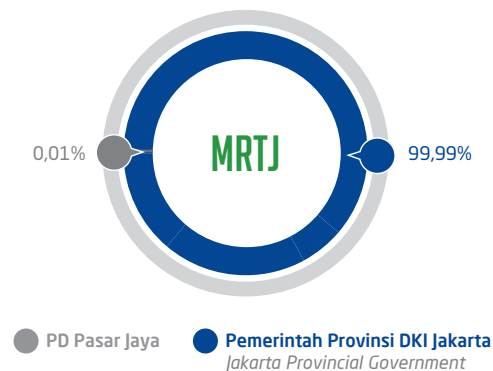 MRTJ
0,01%
99,99%
PD Pasar Jaya
Pemerintah Provinsi DKI Jakarta
Jakarta Provincial Government